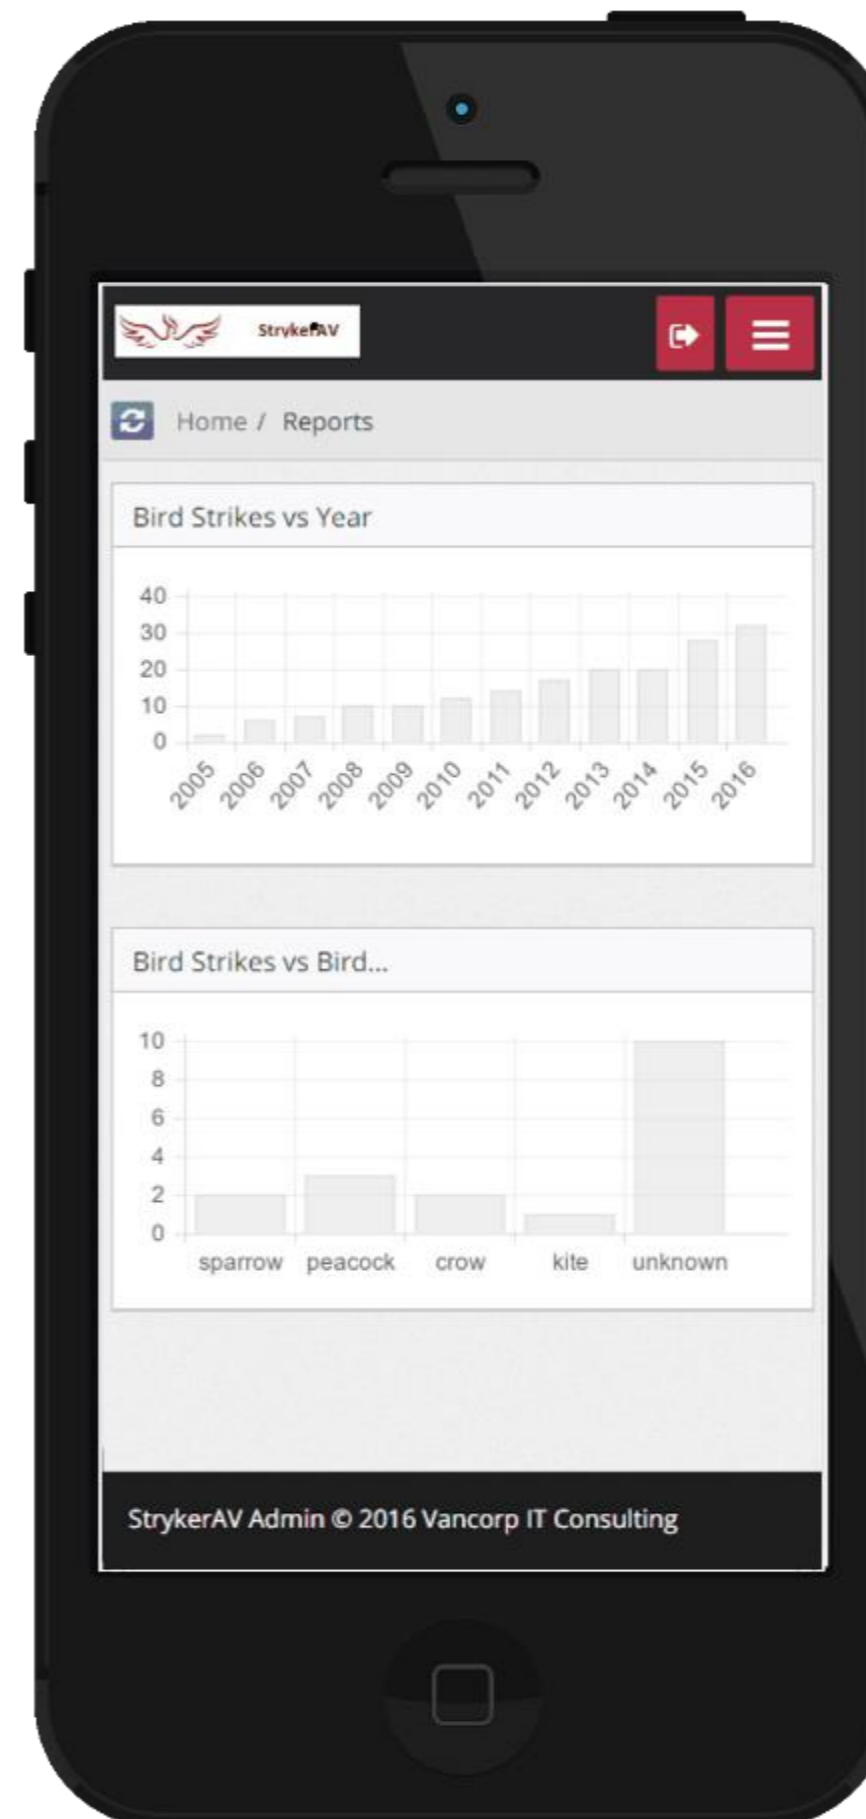 StrykerAV
Home / Reports
Bird Strikes vs Year
40
30
20
10
0
2005 2006 2007 2008 2009 2010 2011 2012 2013 2014 2015 2016
Bird Strikes vs Bird...
10
8
6
4
2
0
sparrow peacock crow kite unknown
StrykerAV Admin © 2016 Vancorp IT Consulting